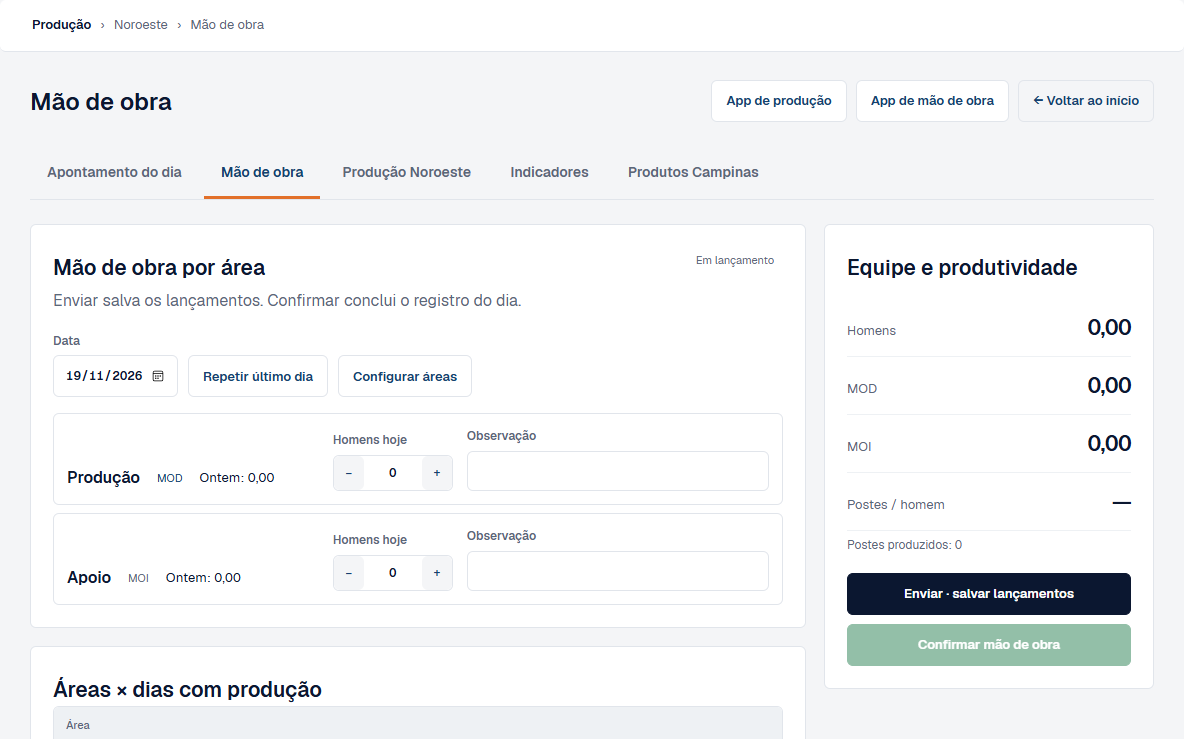 Produção › Noroeste › Mão de obra
Mão de obra
App de produção
App de mão de obra
← Voltar ao início
Apontamento do dia
Mão de obra
Produção Noroeste
Indicadores
Produtos Campinas
Mão de obra por área
Em lançamento
Enviar salva os lançamentos. Confirmar conclui o registro do dia.
Data
19/11/2026
Repetir último dia
Configurar áreas
Homens hoje
Observação
Produção MOD Ontem: 0,00
− 0 +
Homens hoje
Observação
Apoio MOI Ontem: 0,00
− 0 +
Áreas × dias com produção
Área
Equipe e produtividade
Homens 0,00
MOD 0,00
MOI 0,00
Postes / homem —
Postes produzidos: 0
Enviar · salvar lançamentos
Confirmar mão de obra